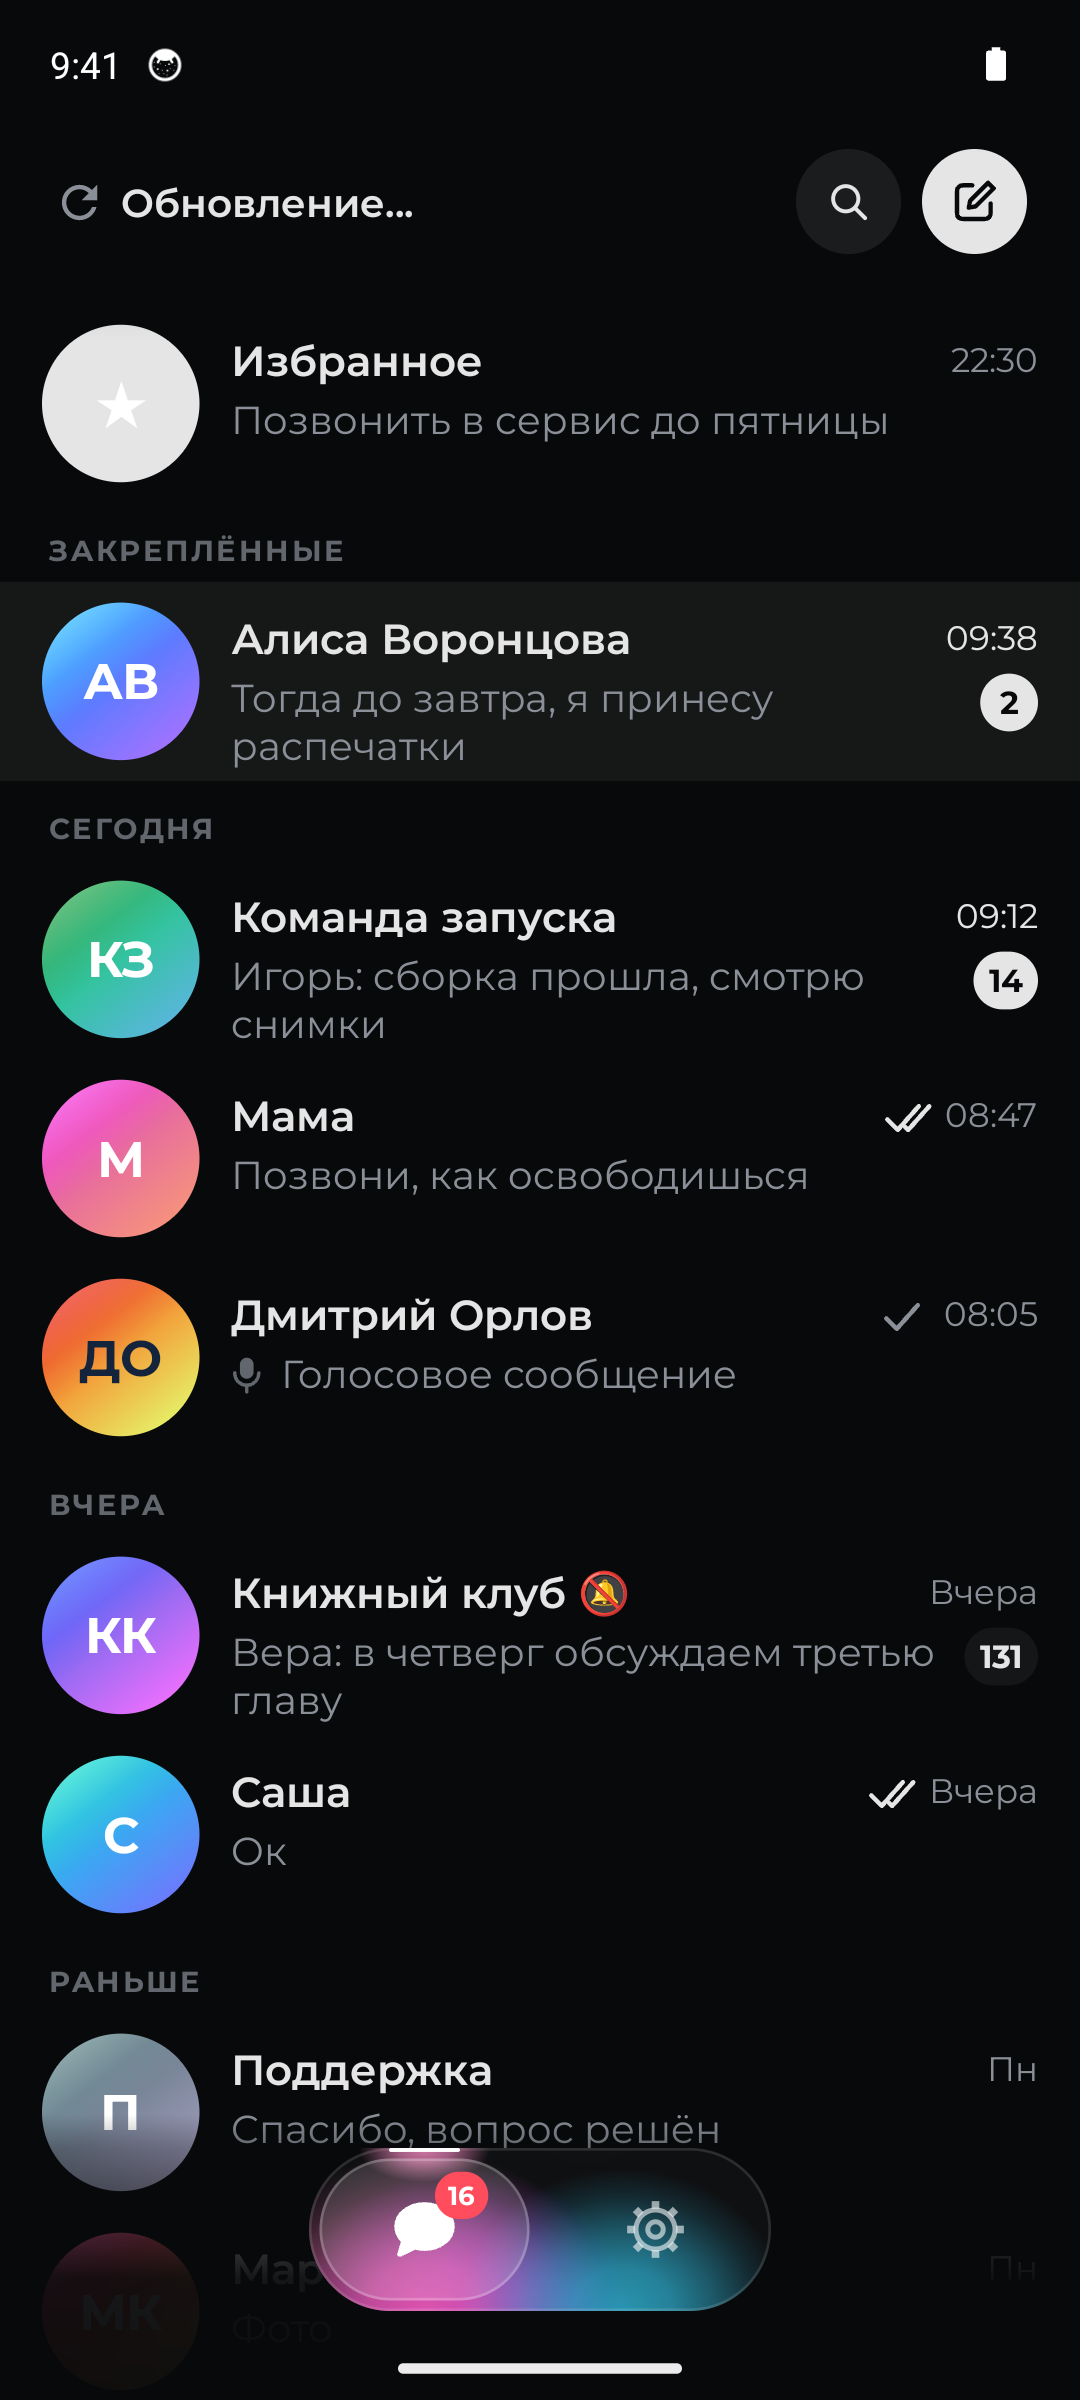 9:41
Обновление...
Избранное 22:30
Позвонить в сервис до пятницы
ЗАКРЕПЛЁННЫЕ
АВ Алиса Воронцова 09:38
Тогда до завтра, я принесу 2
распечатки
СЕГОДНЯ
КЗ Команда запуска 09:12
Игорь: сборка прошла, смотрю 14
снимки
М Мама 08:47
Позвони, как освободишься
ДО Дмитрий Орлов 08:05
Голосовое сообщение
ВЧЕРА
КК Книжный клуб Вчера
Вера: в четверг обсуждаем третью 131
главу
С Саша Вчера
Ок
РАНЬШЕ
П Поддержка Пн
Спасибо, вопрос решён
16
МК Пн
Фото